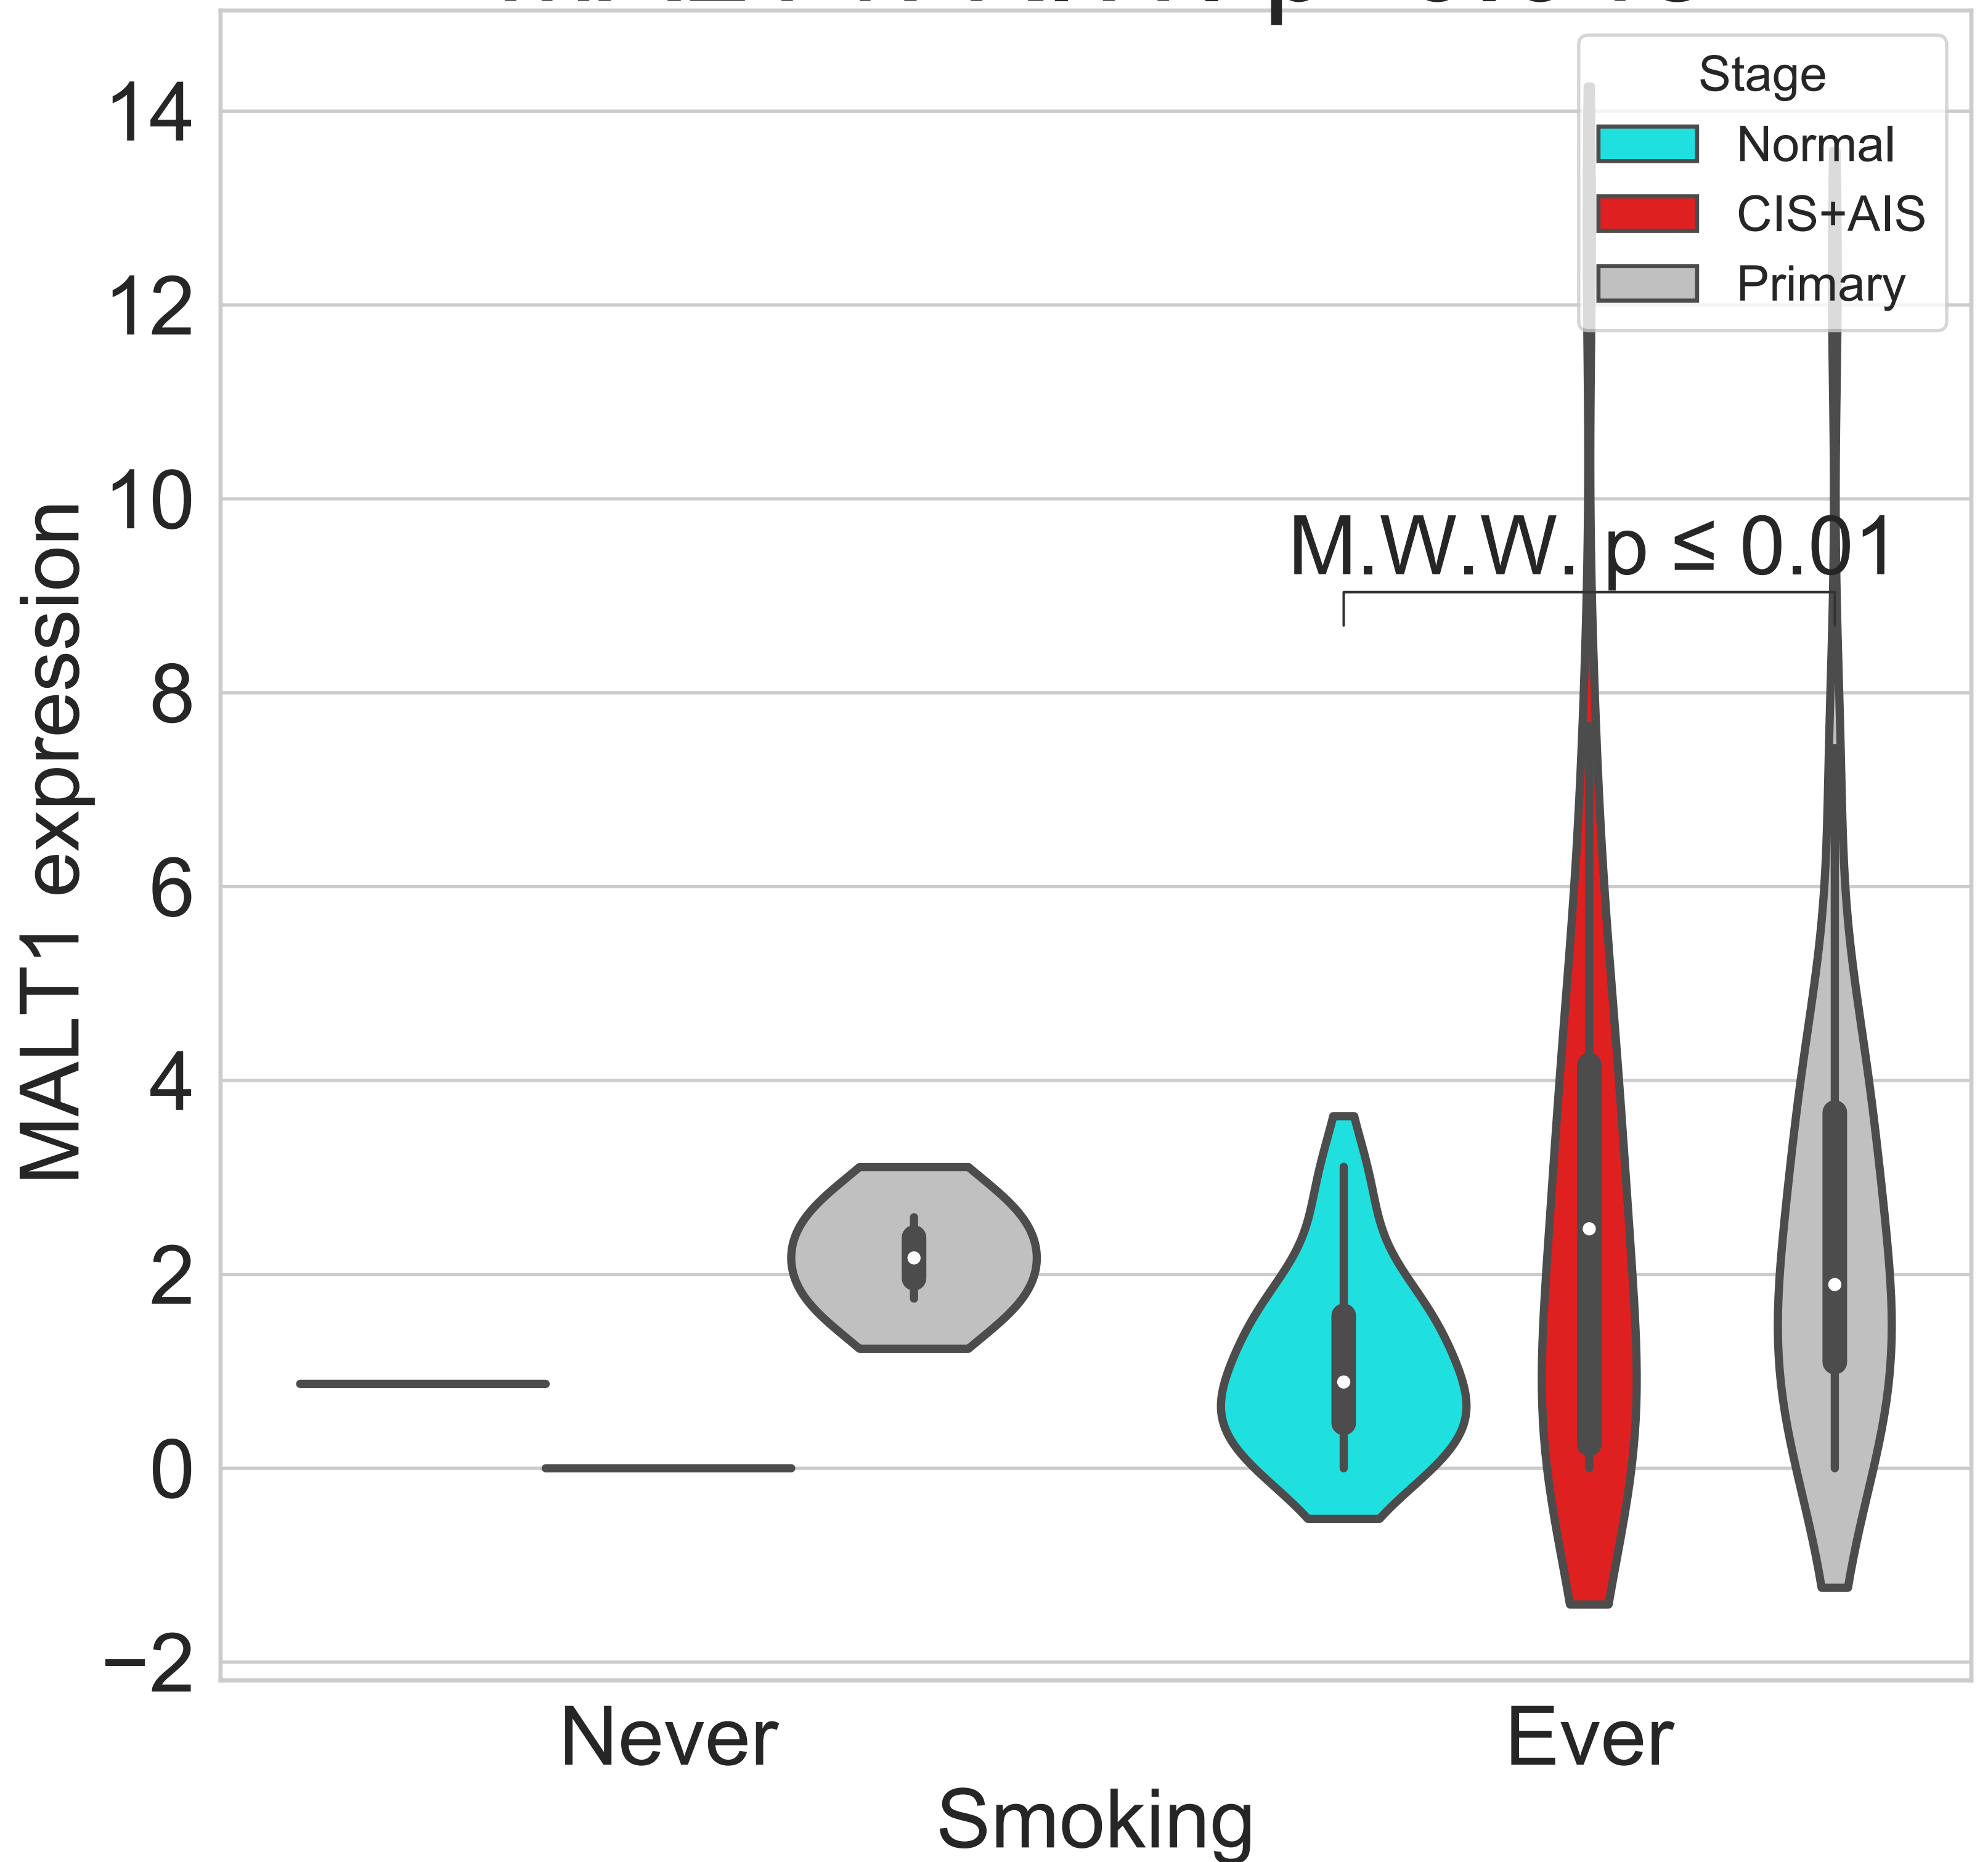 Stage
Normal
CIS+AIS
Primary
M.W.W. p ≤ 0.01
14
12
10
8
6
4
2
0
−2
MALT1 expression
Never
Ever
Smoking